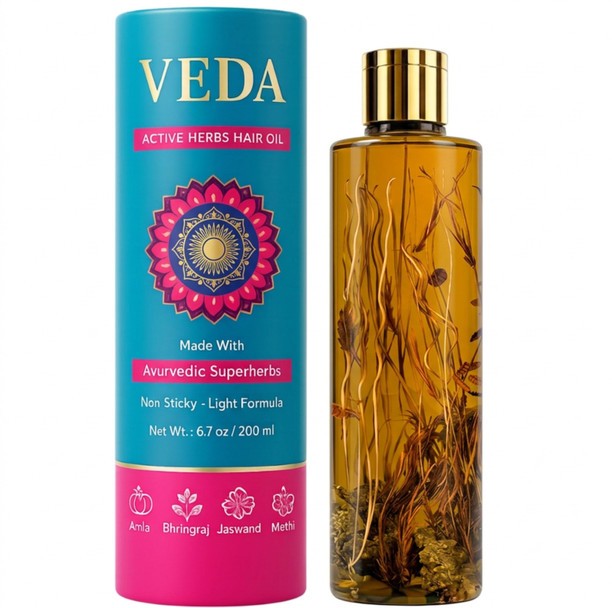 VEDA
ACTIVE HERBS HAIR OIL
Made With
Ayurvedic Superherbs
Non Sticky - Light Formula
Net Wt.: 6.7 oz / 200 ml
Amla Bhringraj Jaswand Methi